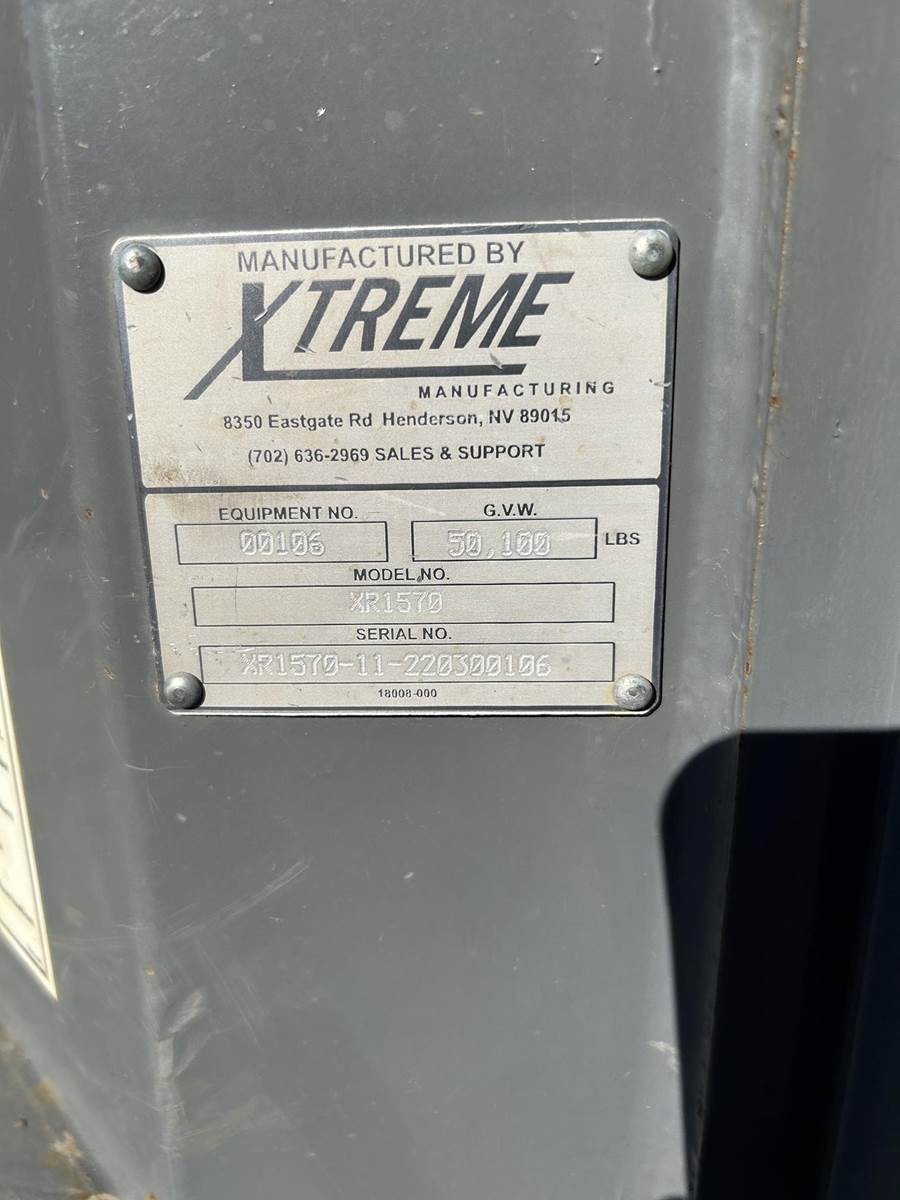 MANUFACTURED BY
XTREME
MANUFACTURING
8350 Eastgate Rd Henderson, NV 89015
(702) 636-2969 SALES & SUPPORT
EQUIPMENT NO. G.V.W.
00106 50,100 LBS
MODEL NO.
XR1570
SERIAL NO.
XR1570-11-220300106
18008-000